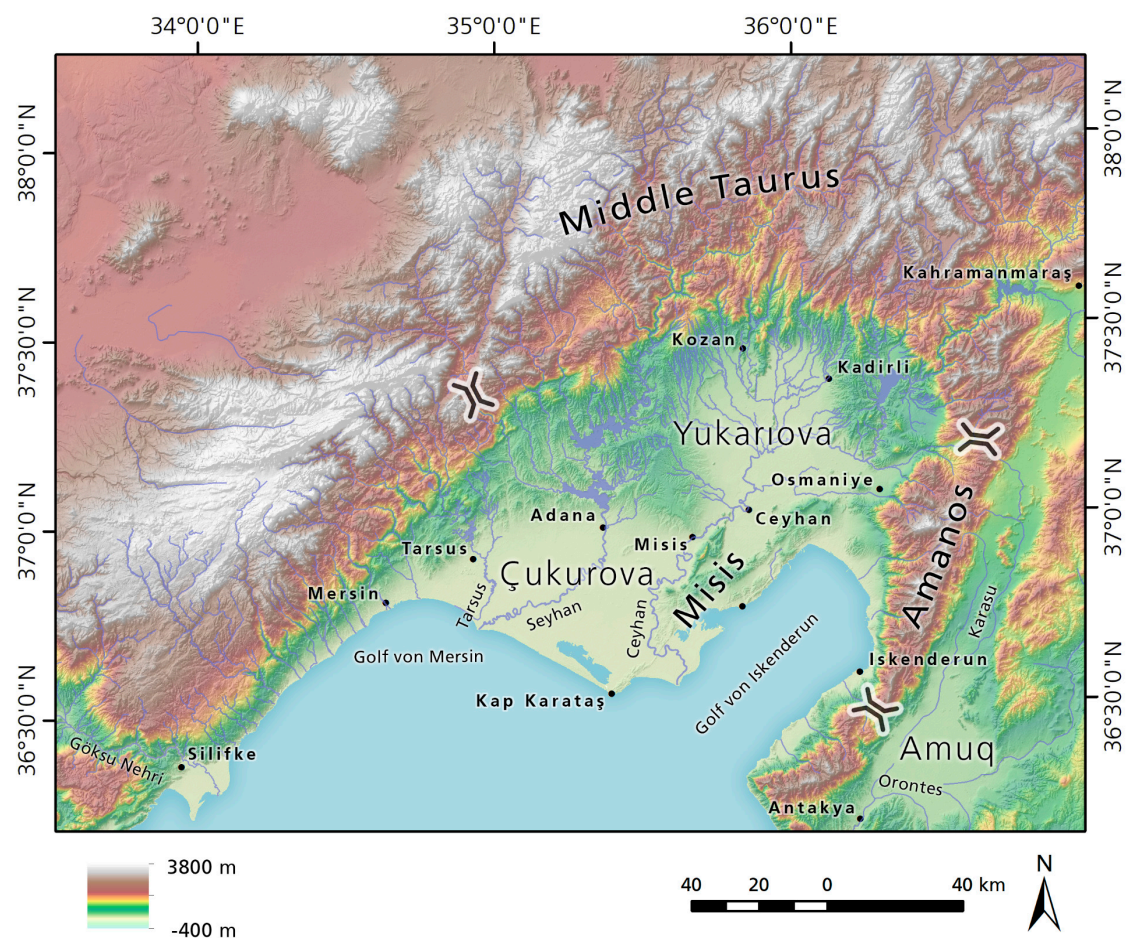 34°0'0"E
35°0'0"E
36°0'0"E
38°0'0"N
38°0'0"N
Middle Taurus
Kahramanmaraş
37°30'0"N
37°30'0"N
Kozan
Kadirli
Yukarıova
Osmaniye
37°0'0"N
37°0'0"N
Adana
Ceyhan
Misis
Tarsus
Çukurova
Misis
Amanos
Mersin
Tarsus
Seyhan
Ceyhan
Karasu
Golf von Mersin
Golf von Iskenderun
Iskenderun
Kap Karataş
36°30'0"N
36°30'0"N
Göksu Nehri
Silifke
Amuq
Orontes
Antakya
3800 m
-400 m
40 20 0 40 km
N